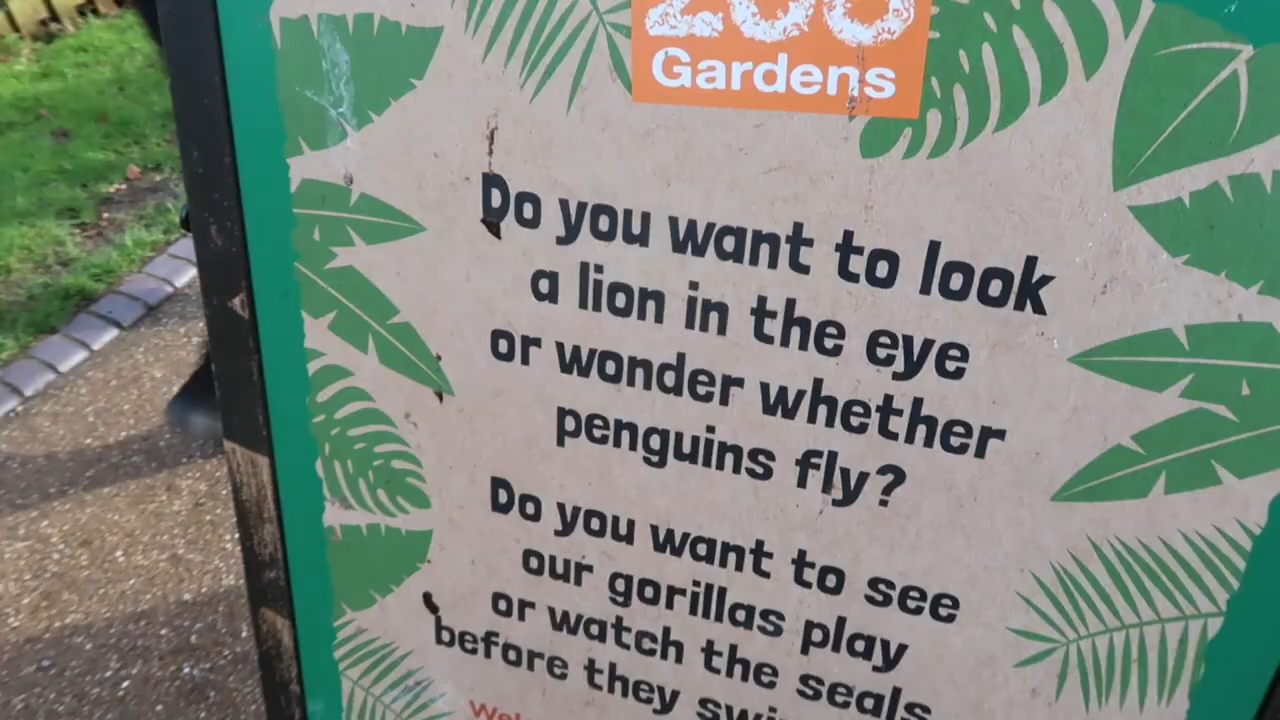 ZOO
Gardens
Do you want to look
a lion in the eye
or wonder whether
penguins fly?
Do you want to see
our gorillas play
or watch the seals
before they